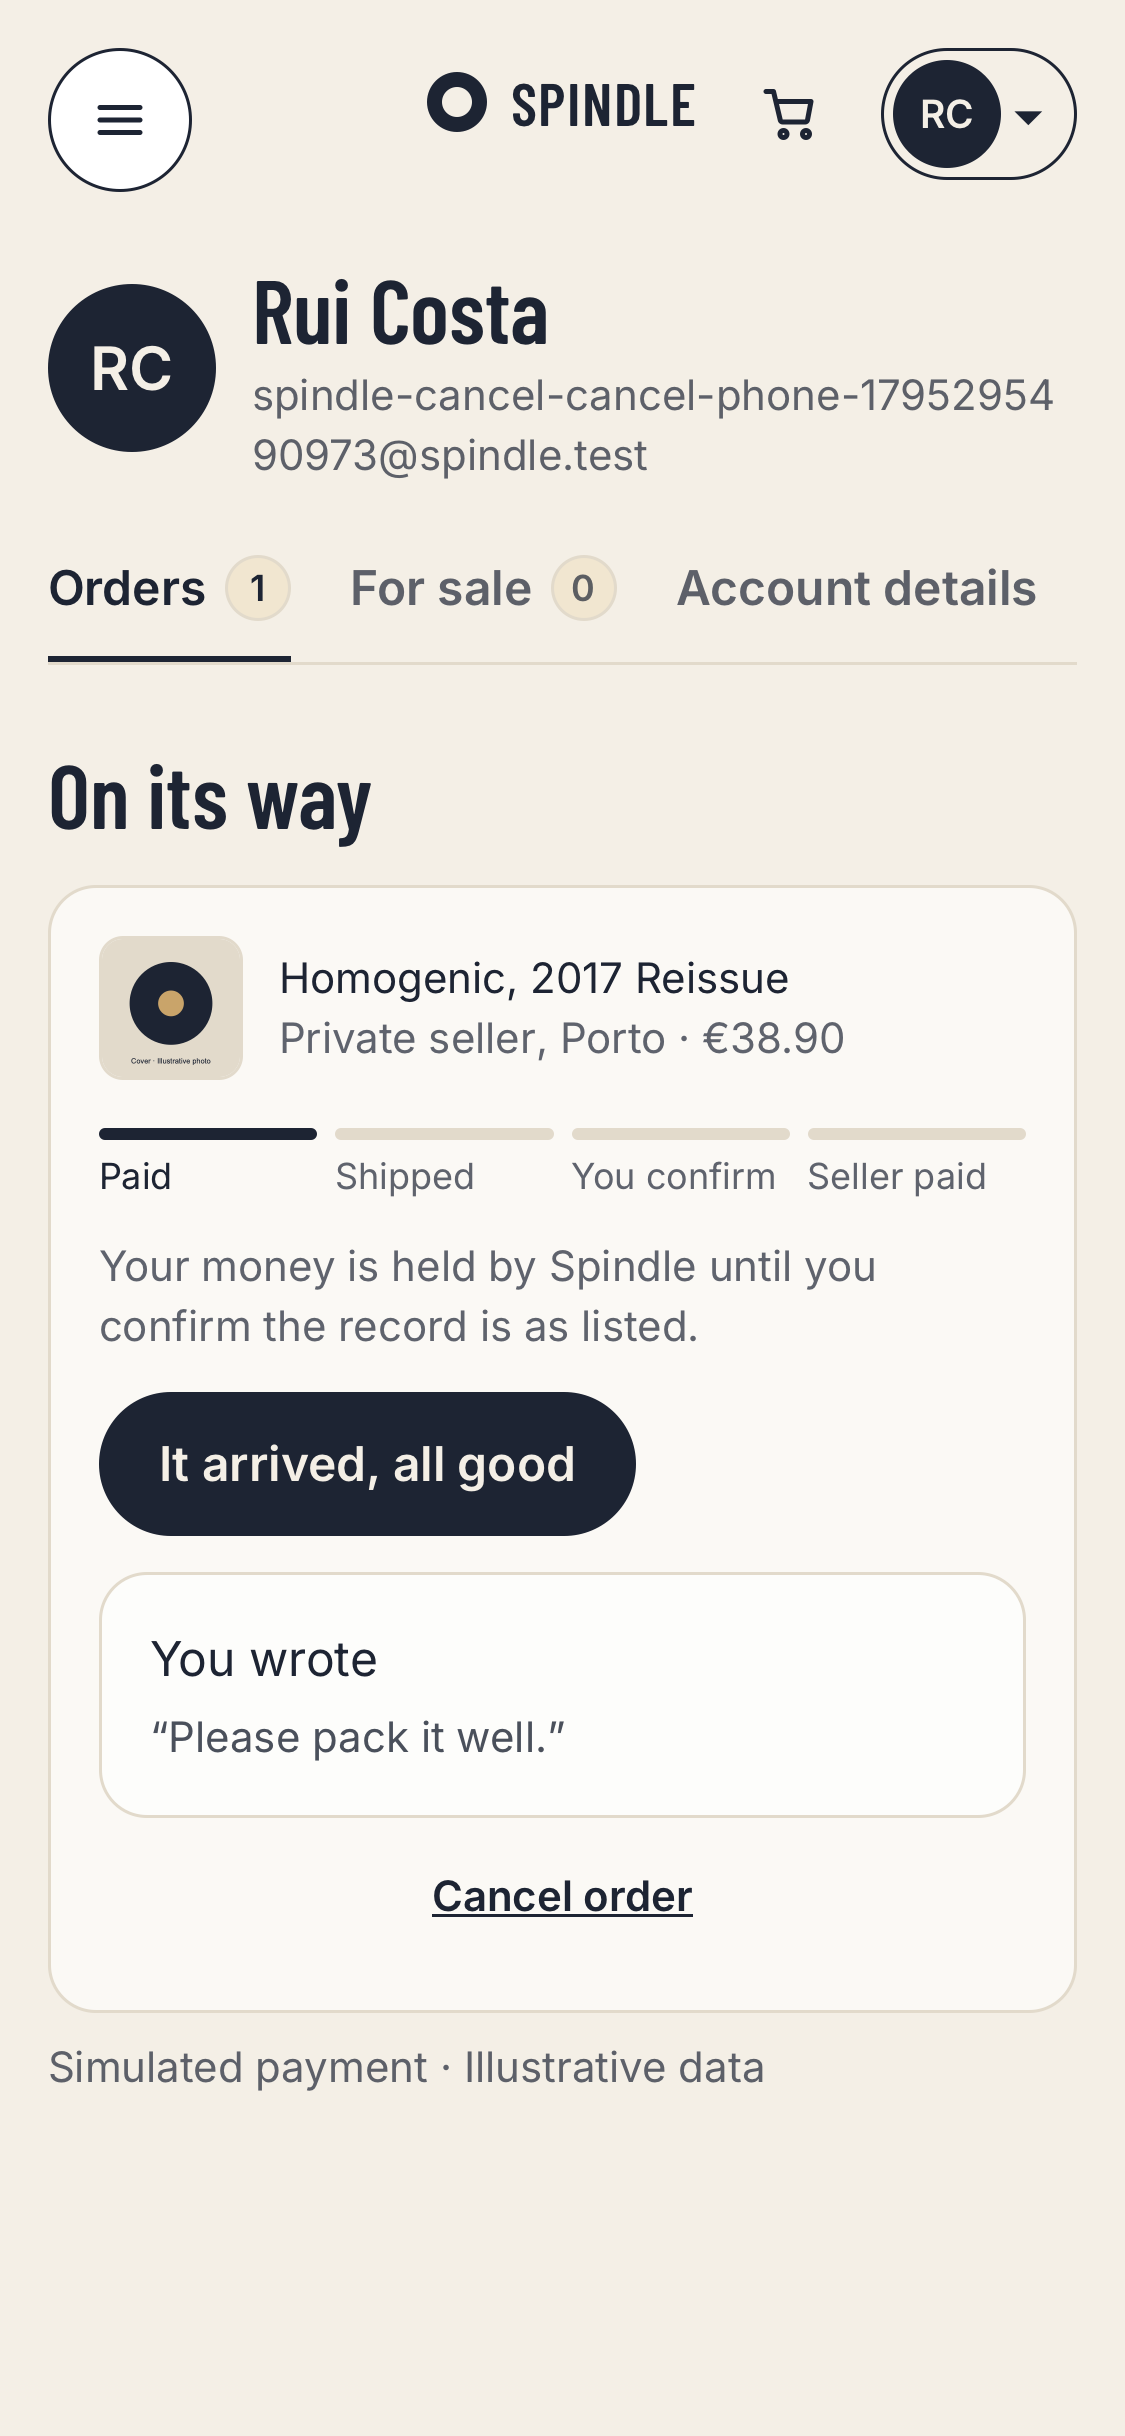 SPINDLE
RC
RC
Rui Costa
spindle-cancel-cancel-phone-17952954
90973@spindle.test
Orders 1 For sale 0 Account details
On its way
Cover · Illustrative photo
Homogenic, 2017 Reissue
Private seller, Porto · €38.90
Paid Shipped You confirm Seller paid
Your money is held by Spindle until you
confirm the record is as listed.
It arrived, all good
You wrote
“Please pack it well.”
Cancel order
Simulated payment · Illustrative data